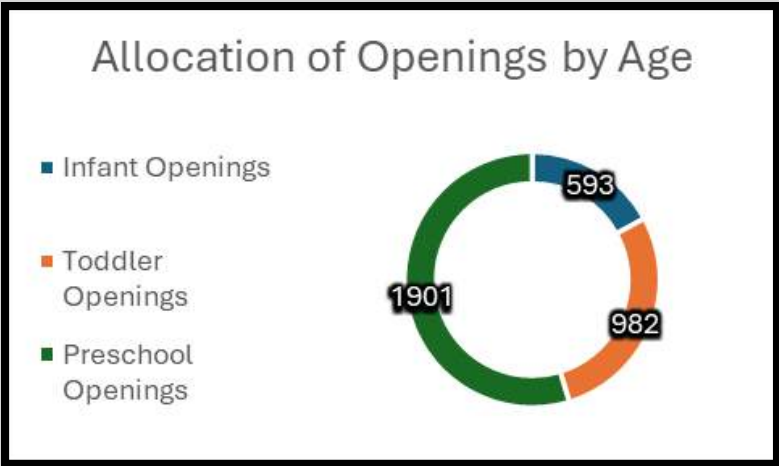 Allocation of Openings by Age
Infant Openings
Toddler
Openings
Preschool
Openings
593
982
1901